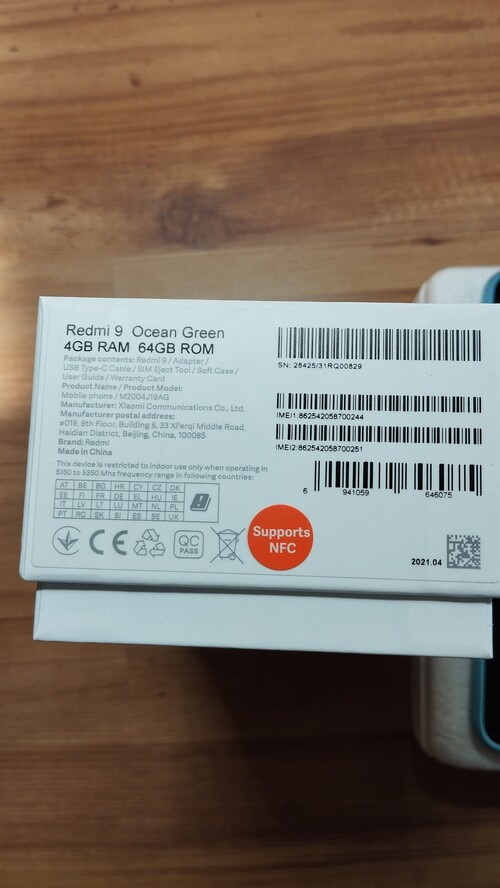 Redmi 9 Ocean Green
4GB RAM 64GB ROM
Package contents: Redmi 9 / Adapter /
USB Type-C Cable / SIM Eject Tool / Soft Case /
User Guide / Warranty Card
Product Name / Product Model:
Mobile phone / M2004J19AG
Manufacturer: Xiaomi Communications Co., Ltd.
Manufacturer postal address:
#019, 9th Floor, Building 6, 33 Xi'erqi Middle Road,
Haidian District, Beijing, China, 100085
Brand: Redmi
Made in China
This device is restricted to indoor use only when operating in
5150 to 5350 Mhz frequency range in following countries:
AT BE BG HR CY CZ DK
EE FI FR DE EL HU IE
IT LV LT LU MT NL PL
PT RO SK SI ES SE UK
CE
QC
PASS
Supports
NFC
SN: 28425/31RQ00829
IMEI1:862542058700244
IMEI2:862542058700251
6 941059 646075
2021.04